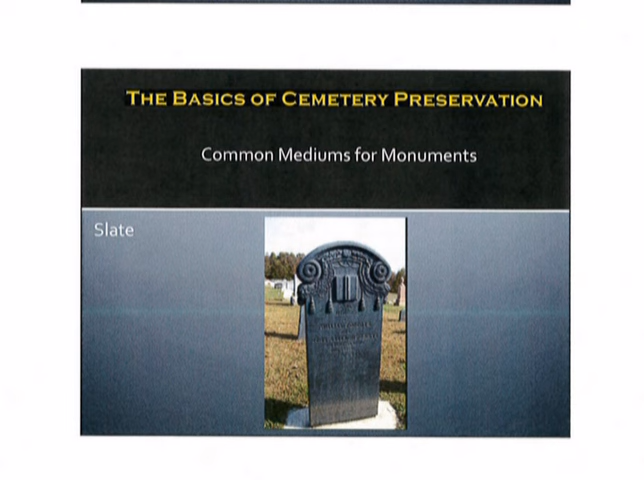 The Basics of Cemetery Preservation
Common Mediums for Monuments
Slate